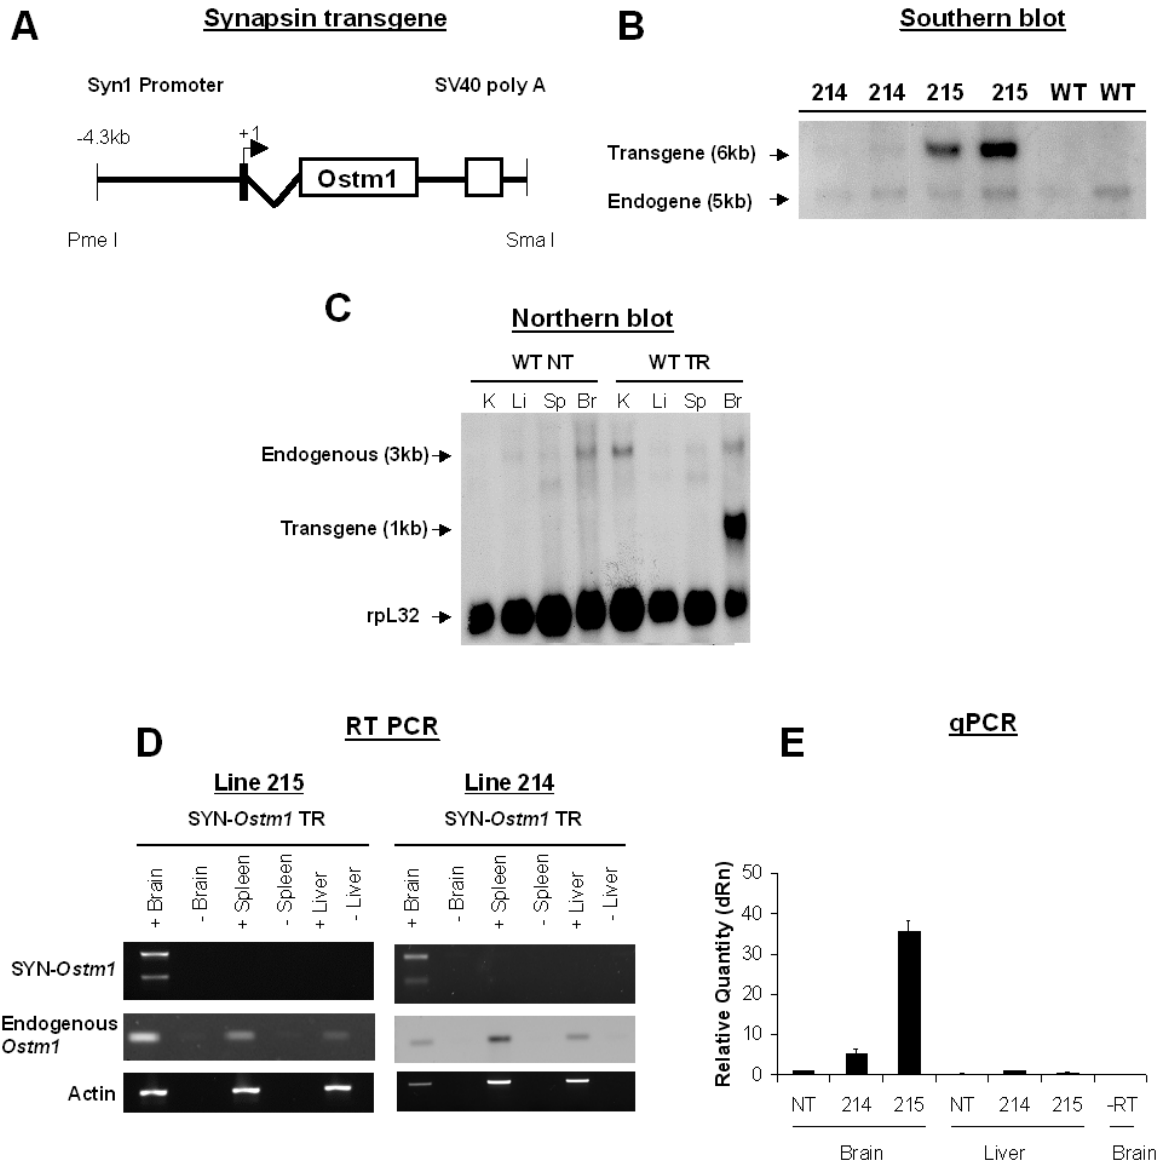 A
Synapsin transgene
Syn1 Promoter
SV40 poly A
-4.3kb
+1
Ostm1
Pme I
Sma I
B
Southern blot
214 214 215 215 WT WT
Transgene (6kb)
Endogene (5kb)
C
Northern blot
WT NT WT TR
K Li Sp Br K Li Sp Br
Endogenous (3kb)
Transgene (1kb)
rpL32
D
RT PCR
Line 215
SYN-Ostm1 TR
+ Brain
- Brain
+ Spleen
- Spleen
+ Liver
- Liver
Line 214
SYN-Ostm1 TR
+ Brain
- Brain
+ Spleen
- Spleen
+ Liver
- Liver
SYN-Ostm1
Endogenous
Ostm1
Actin
E
qPCR
Relative Quantity (dRn)
50
40
30
20
10
0
NT 214 215 NT 214 215 -RT
Brain Liver Brain